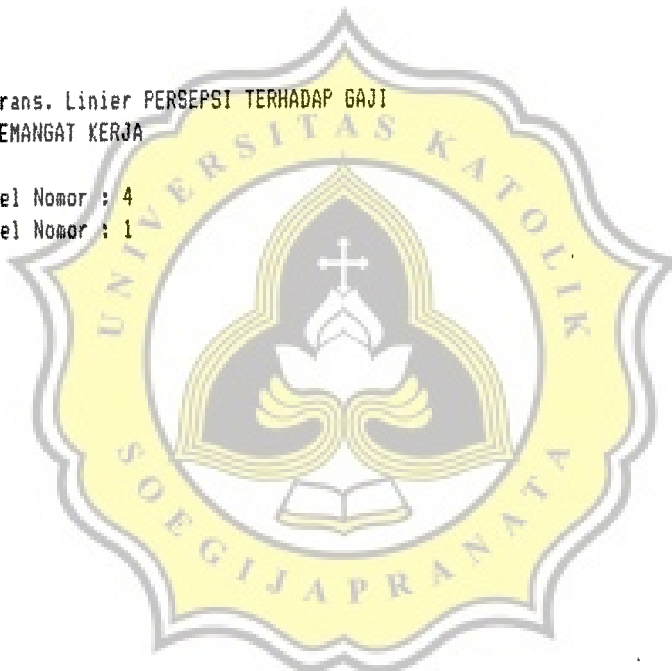 rans. Linier PERSEPSI TERHADAP GAJI
EMANGAT KERJA
el Nomor : 4
el Nomor : 1
UNIVERSITAS KATOLIK
SOEGIJAPRANATA